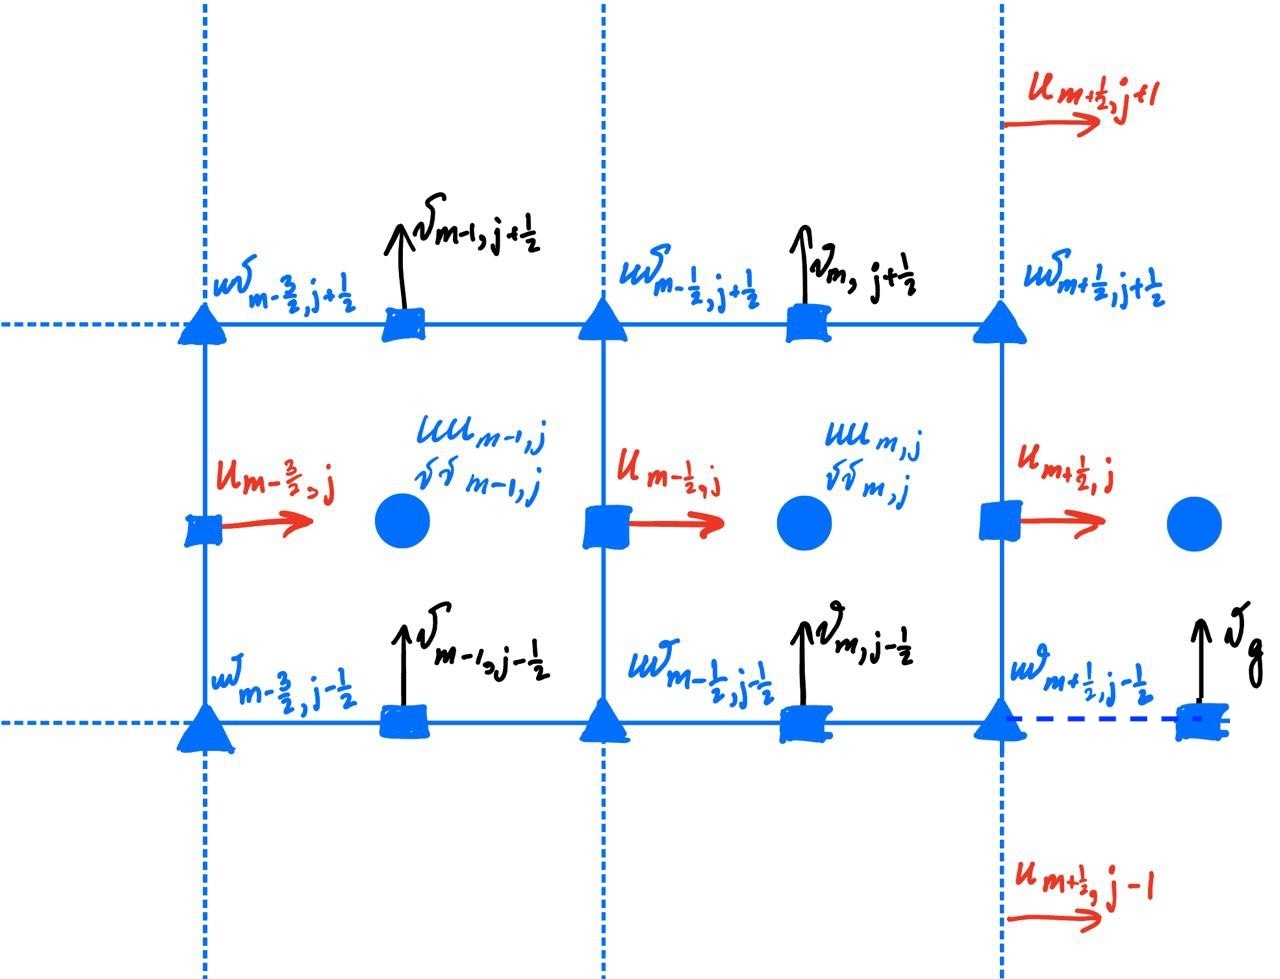 u_{m+\frac{1}{2}, j+1}
v_{m-1, j+\frac{1}{2}}
uv_{m-\frac{3}{2}, j+\frac{1}{2}}
uv_{m-\frac{1}{2}, j+\frac{1}{2}}
v_{m, j+\frac{1}{2}}
uv_{m+\frac{1}{2}, j+\frac{1}{2}}
uu_{m-1, j}
vv_{m-1, j}
uu_{m, j}
vv_{m, j}
u_{m-\frac{3}{2}, j}
u_{m-\frac{1}{2}, j}
u_{m+\frac{1}{2}, j}
v_{m-1, j-\frac{1}{2}}
v_{m, j-\frac{1}{2}}
v_g
uv_{m-\frac{3}{2}, j-\frac{1}{2}}
uv_{m-\frac{1}{2}, j-\frac{1}{2}}
uv_{m+\frac{1}{2}, j-\frac{1}{2}}
u_{m+\frac{1}{2}, j-1}